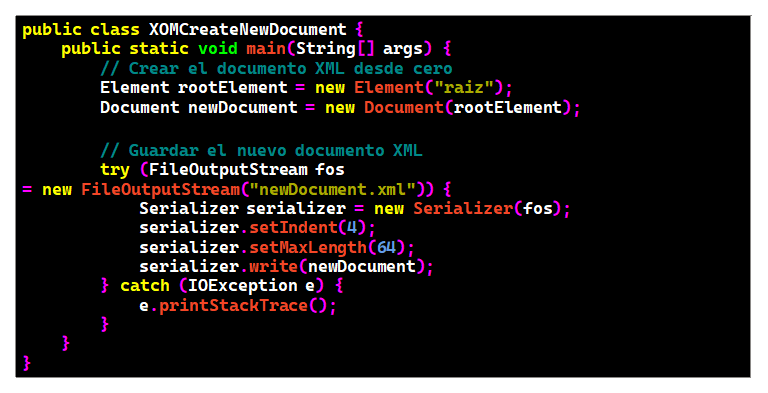 public class XOMCreateNewDocument {
    public static void main(String[] args) {
        // Crear el documento XML desde cero
        Element rootElement = new Element("raiz");
        Document newDocument = new Document(rootElement);

        // Guardar el nuevo documento XML
        try (FileOutputStream fos
= new FileOutputStream("newDocument.xml")) {
            Serializer serializer = new Serializer(fos);
            serializer.setIndent(4);
            serializer.setMaxLength(64);
            serializer.write(newDocument);
        } catch (IOException e) {
            e.printStackTrace();
        }
    }
}